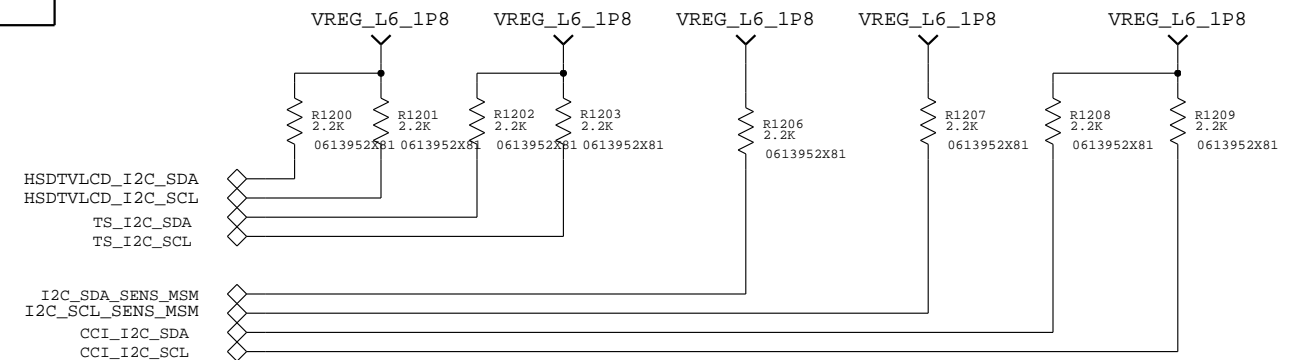 VREG_L6_1P8 VREG_L6_1P8 VREG_L6_1P8 VREG_L6_1P8 VREG_L6_1P8
R1200 R1201 R1202 R1203 R1206 R1207 R1208 R1209
2.2K 2.2K 2.2K 2.2K 2.2K 2.2K 2.2K 2.2K
0613952X81 0613952X81 0613952X81 0613952X81 0613952X81 0613952X81 0613952X81 0613952X81
HSDTVLCD_I2C_SDA
HSDTVLCD_I2C_SCL
TS_I2C_SDA
TS_I2C_SCL
I2C_SDA_SENS_MSM
I2C_SCL_SENS_MSM
CCI_I2C_SDA
CCI_I2C_SCL